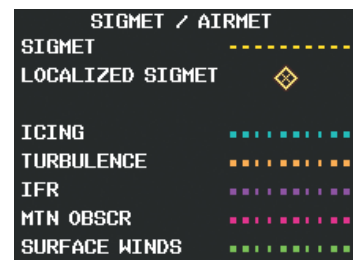 SIGMET / AIRMET
SIGMET
LOCALIZED SIGMET
ICING
TURBULENCE
IFR
MTN OBSCR
SURFACE WINDS